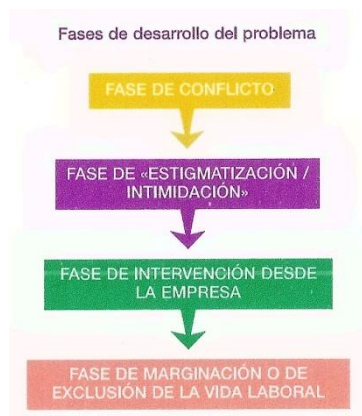 Fases de desarrollo del problema
FASE DE CONFLICTO
FASE DE «ESTIGMATIZACIÓN /
INTIMIDACIÓN»
FASE DE INTERVENCIÓN DESDE
LA EMPRESA
FASE DE MARGINACIÓN O DE
EXCLUSIÓN DE LA VIDA LABORAL